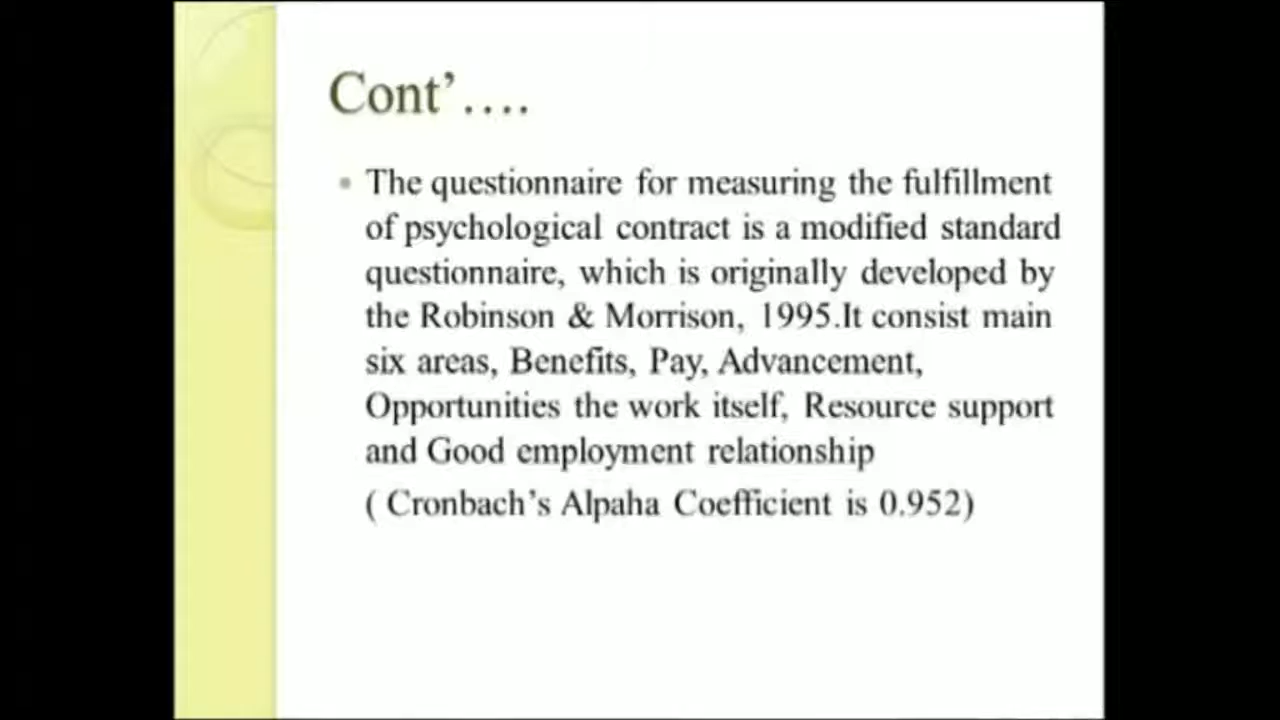 Cont’….
The questionnaire for measuring the fulfillment
of psychological contract is a modified standard
questionnaire, which is originally developed by
the Robinson & Morrison, 1995.It consist main
six areas, Benefits, Pay, Advancement,
Opportunities the work itself, Resource support
and Good employment relationship
( Cronbach’s Alpaha Coefficient is 0.952)